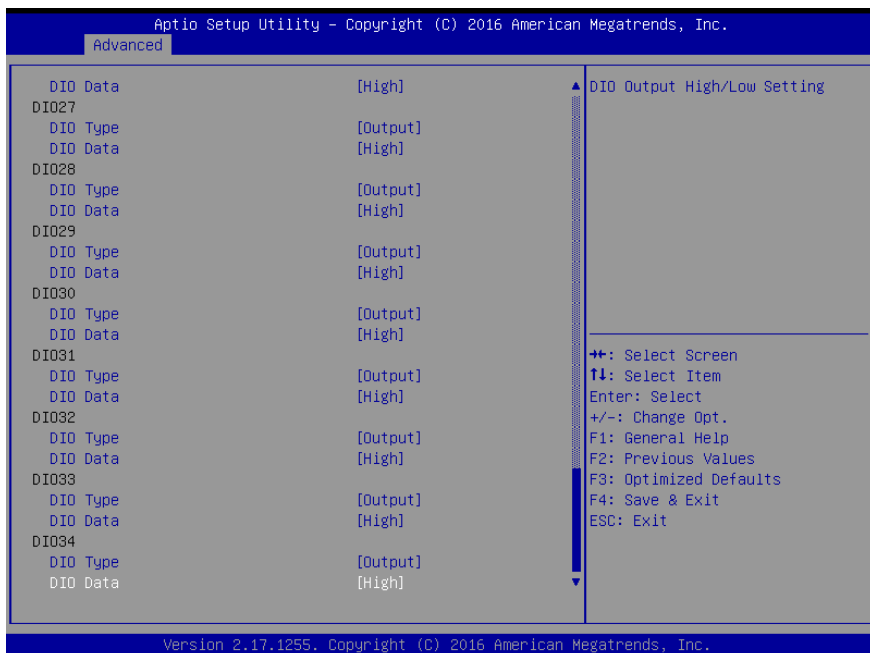 Aptio Setup Utility – Copyright (C) 2016 American Megatrends, Inc.
Advanced
DIO Data [High]
DIO27
DIO Type [Output]
DIO Data [High]
DIO28
DIO Type [Output]
DIO Data [High]
DIO29
DIO Type [Output]
DIO Data [High]
DIO30
DIO Type [Output]
DIO Data [High]
DIO31
DIO Type [Output]
DIO Data [High]
DIO32
DIO Type [Output]
DIO Data [High]
DIO33
DIO Type [Output]
DIO Data [High]
DIO34
DIO Type [Output]
DIO Data [High]
DIO Output High/Low Setting
→←: Select Screen
↑↓: Select Item
Enter: Select
+/-: Change Opt.
F1: General Help
F2: Previous Values
F3: Optimized Defaults
F4: Save & Exit
ESC: Exit
Version 2.17.1255. Copyright (C) 2016 American Megatrends, Inc.